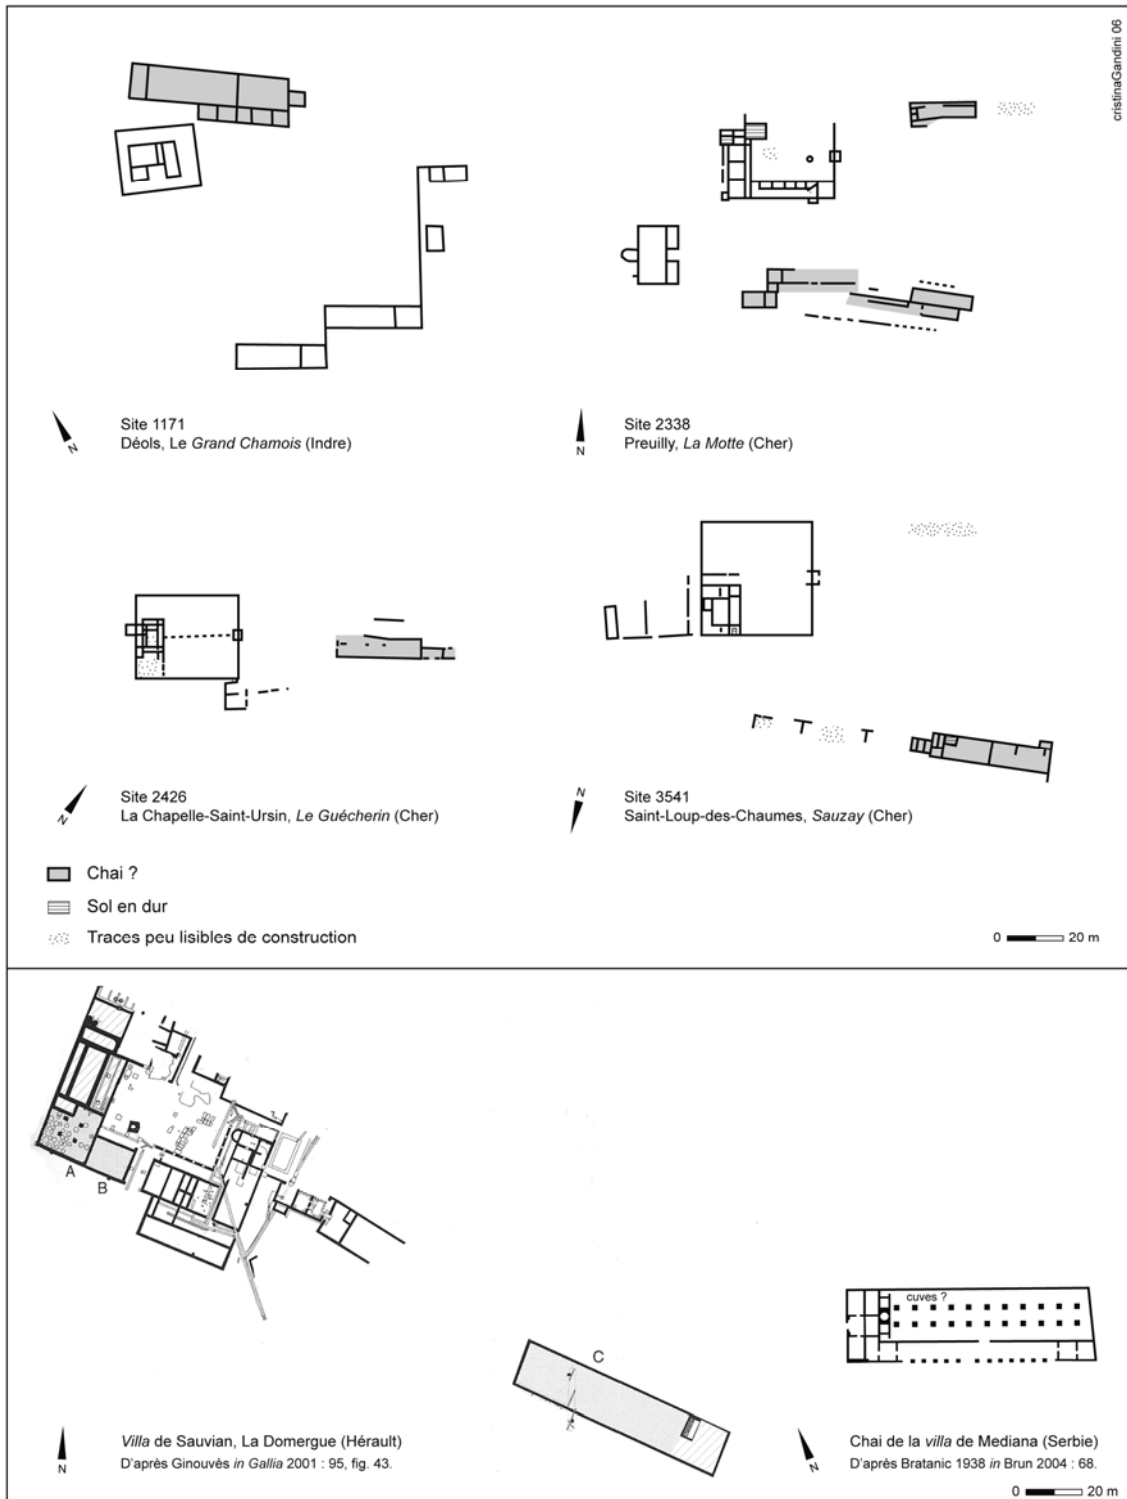 cristinaGandini 06
N
Site 1171
Déols, Le Grand Chamois (Indre)
N
Site 2338
Preuilly, La Motte (Cher)
N
Site 2426
La Chapelle-Saint-Ursin, Le Guécherin (Cher)
N
Site 3541
Saint-Loup-des-Chaumes, Sauzay (Cher)
Chai ?
Sol en dur
Traces peu lisibles de construction
0 20 m
A
B
C
cuves ?
N
Villa de Sauvian, La Domergue (Hérault)
D'après Ginouvès in Gallia 2001 : 95, fig. 43.
N
Chai de la villa de Mediana (Serbie)
D'après Bratanic 1938 in Brun 2004 : 68.
0 20 m